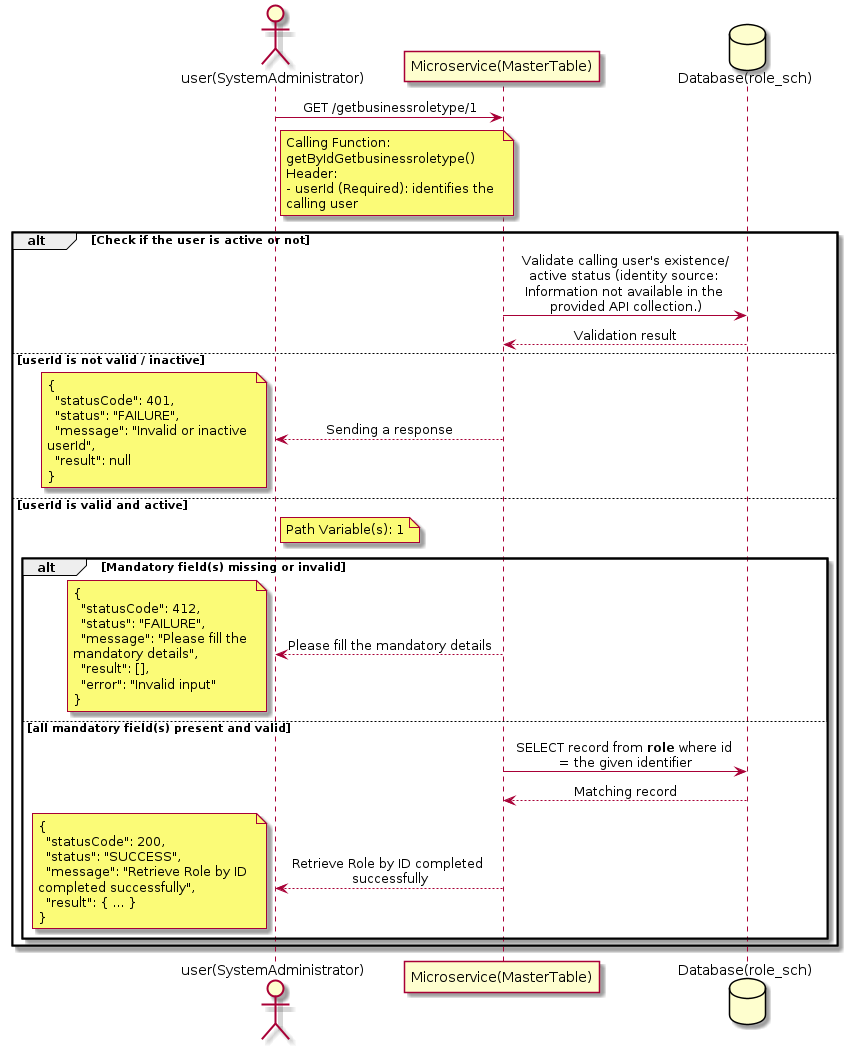 user(SystemAdministrator)
Microservice(MasterTable)
Database(role_sch)
GET /getbusinessroletype/1
Calling Function:
getByIdGetbusinessroletype()
Header:
- userId (Required): identifies the
calling user
alt
[Check if the user is active or not]
Validate calling user's existence/
active status (identity source:
Information not available in the
provided API collection.)
Validation result
[userId is not valid / inactive]
{
"statusCode": 401,
"status": "FAILURE",
"message": "Invalid or inactive
userId",
"result": null
}
Sending a response
[userId is valid and active]
Path Variable(s): 1
alt
[Mandatory field(s) missing or invalid]
{
"statusCode": 412,
"status": "FAILURE",
"message": "Please fill the
mandatory details",
"result": [],
"error": "Invalid input"
}
Please fill the mandatory details
[all mandatory field(s) present and valid]
SELECT record from role where id
= the given identifier
Matching record
{
"statusCode": 200,
"status": "SUCCESS",
"message": "Retrieve Role by ID
completed successfully",
"result": { ... }
}
Retrieve Role by ID completed
successfully
user(SystemAdministrator)
Microservice(MasterTable)
Database(role_sch)